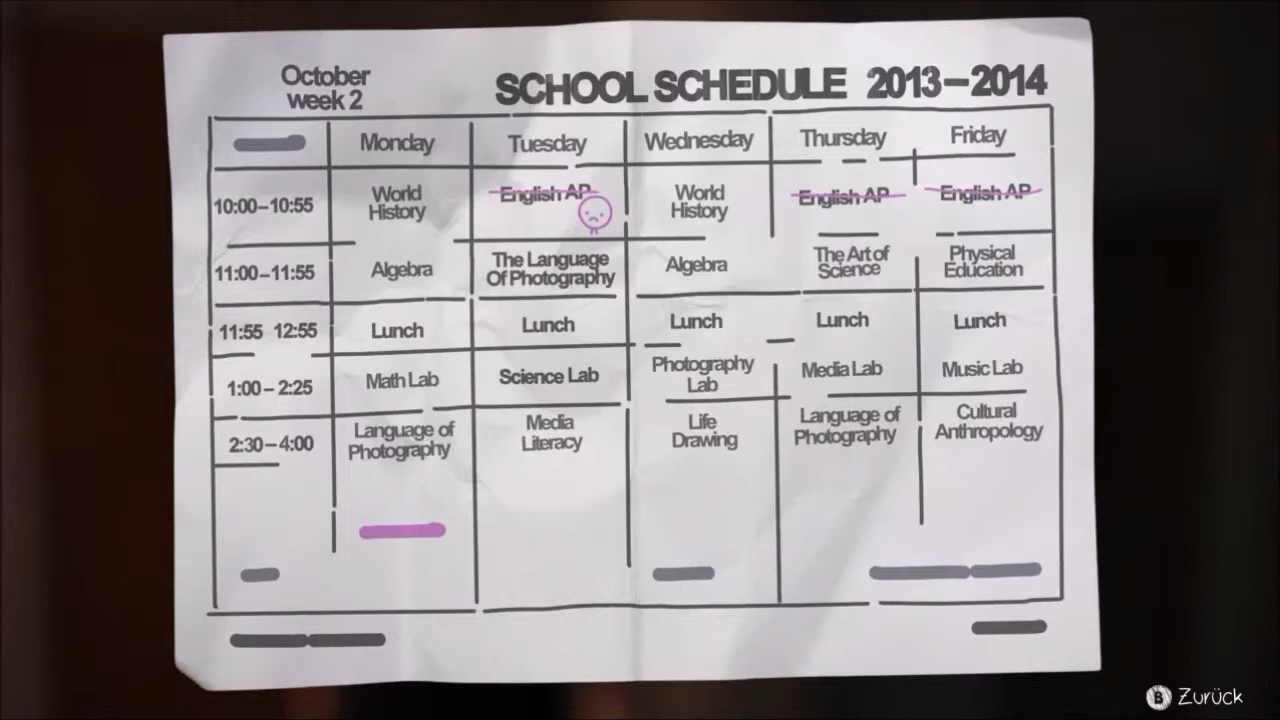 October
week 2
SCHOOL SCHEDULE 2013-2014
Monday Tuesday Wednesday Thursday Friday
10:00-10:55 World History English AP World History English AP English AP
11:00-11:55 Algebra The Language Of Photography Algebra The Art of Science Physical Education
11:55 12:55 Lunch Lunch Lunch Lunch Lunch
1:00-2:25 Math Lab Science Lab Photography Lab Media Lab Music Lab
2:30-4:00 Language of Photography Media Literacy Life Drawing Language of Photography Cultural Anthropology
B Zurück